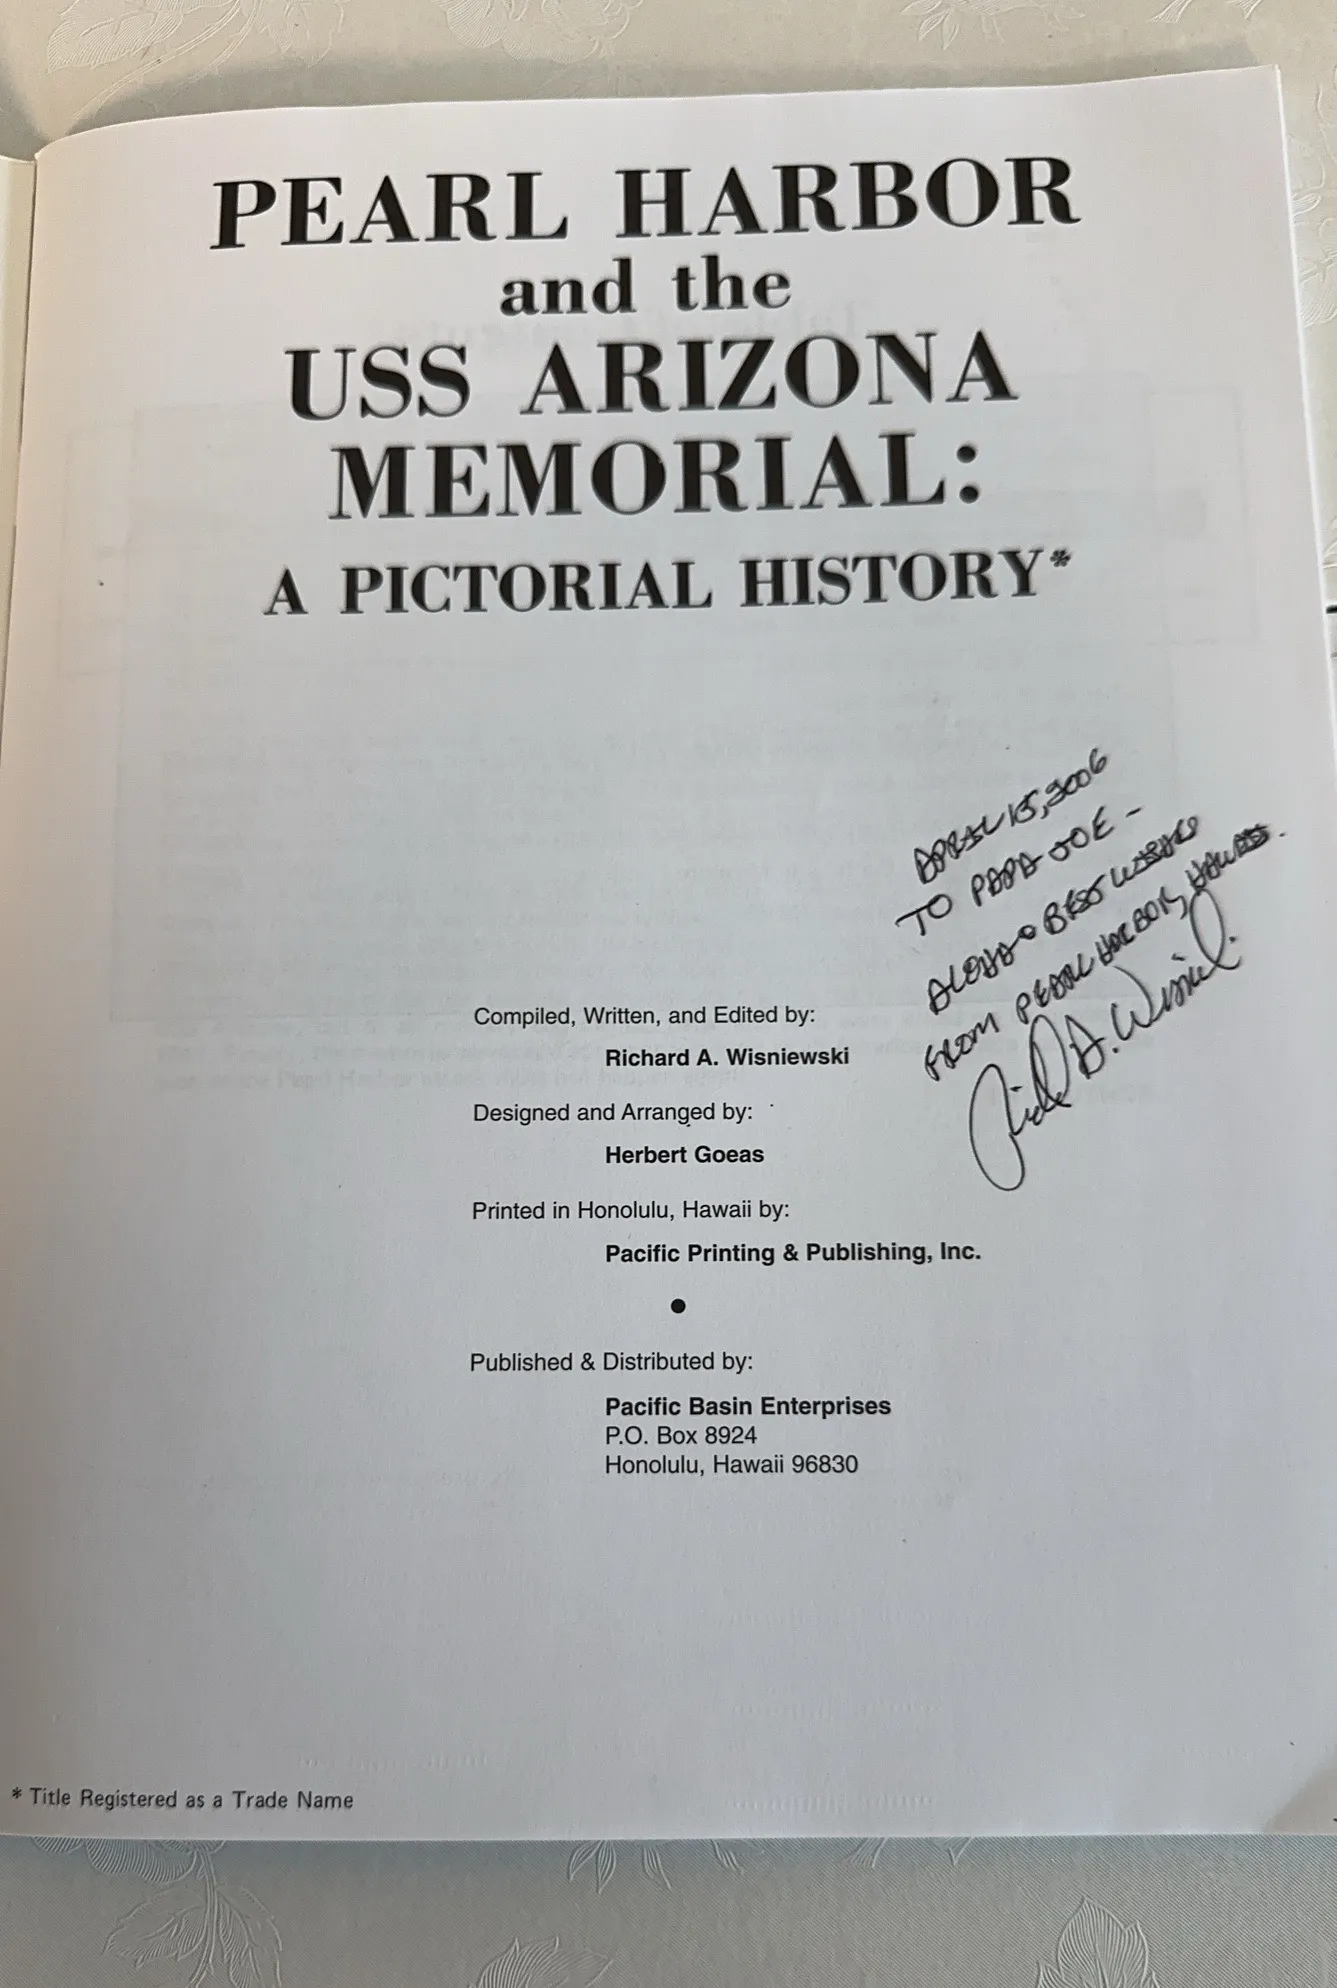 PEARL HARBOR
and the
USS ARIZONA
MEMORIAL:
A PICTORIAL HISTORY*
APRIL 15, 2006
TO PAPA JOE -
ALOHA & BEST WISHES
FROM PEARL HARBOR, HAWAII.
Richard A. Wisniewski
Compiled, Written, and Edited by:
Richard A. Wisniewski
Designed and Arranged by:
Herbert Goeas
Printed in Honolulu, Hawaii by:
Pacific Printing & Publishing, Inc.
●
Published & Distributed by:
Pacific Basin Enterprises
P.O. Box 8924
Honolulu, Hawaii 96830
* Title Registered as a Trade Name